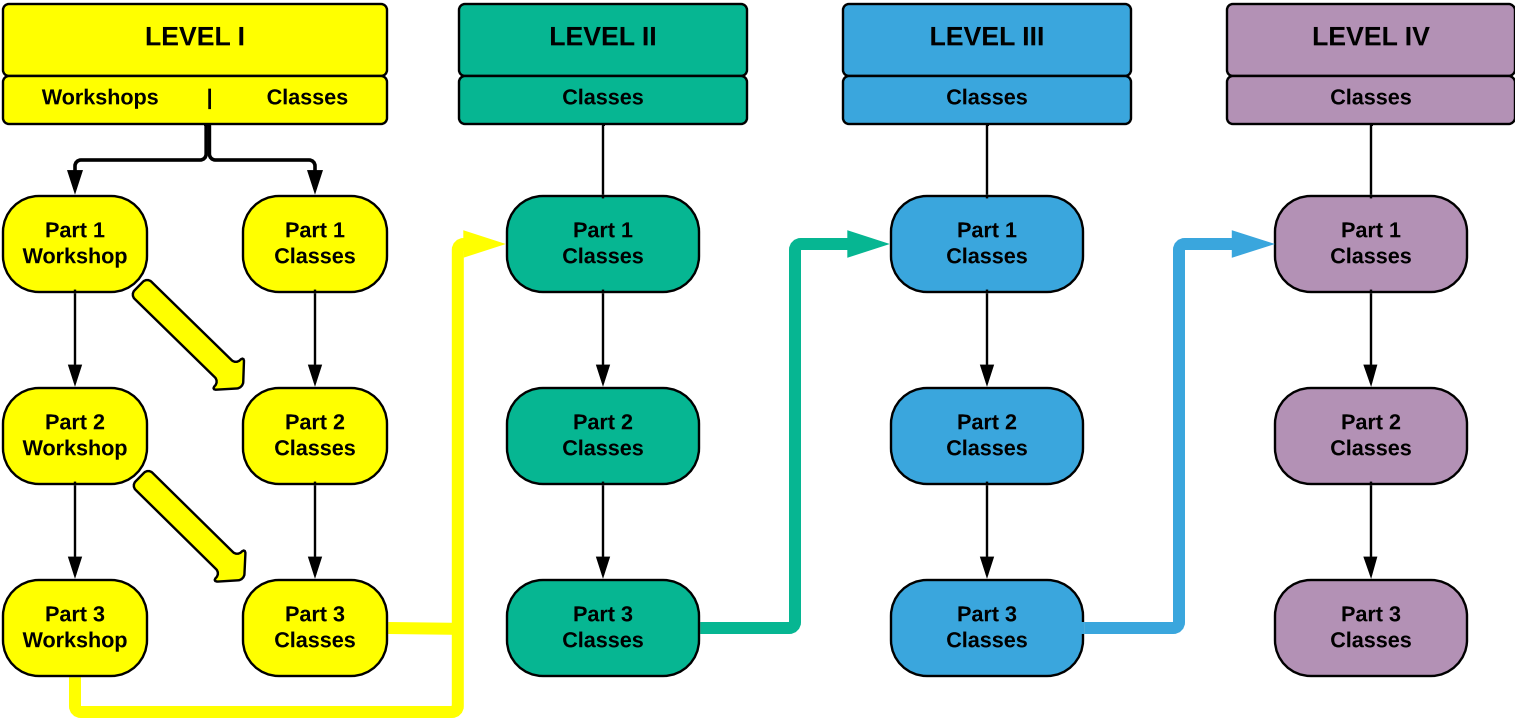 LEVEL I
Workshops | Classes
Part 1
Workshop
Part 1
Classes
Part 2
Workshop
Part 2
Classes
Part 3
Workshop
Part 3
Classes
LEVEL II
Classes
Part 1
Classes
Part 2
Classes
Part 3
Classes
LEVEL III
Classes
Part 1
Classes
Part 2
Classes
Part 3
Classes
LEVEL IV
Classes
Part 1
Classes
Part 2
Classes
Part 3
Classes